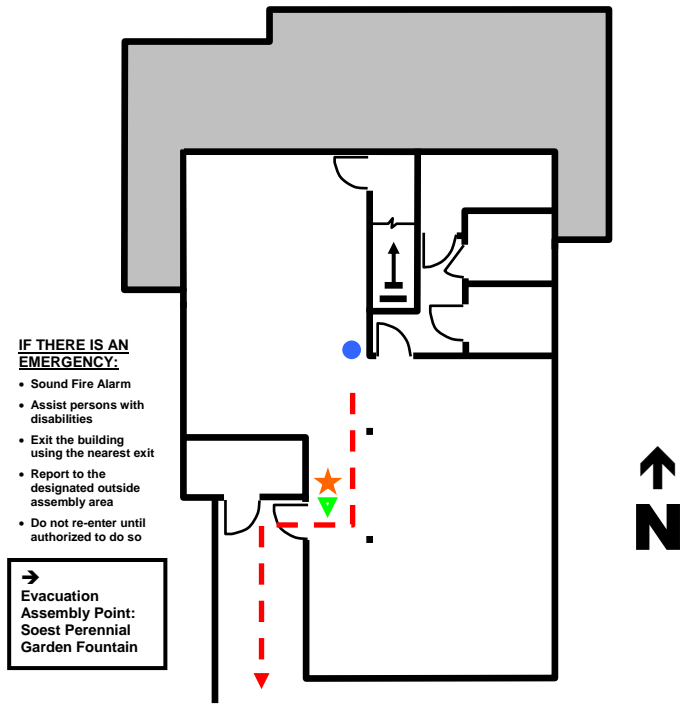 IF THERE IS AN
EMERGENCY:
• Sound Fire Alarm
• Assist persons with
disabilities
• Exit the building
using the nearest exit
• Report to the
designated outside
assembly area
• Do not re-enter until
authorized to do so
→
Evacuation
Assembly Point:
Soest Perennial
Garden Fountain
N